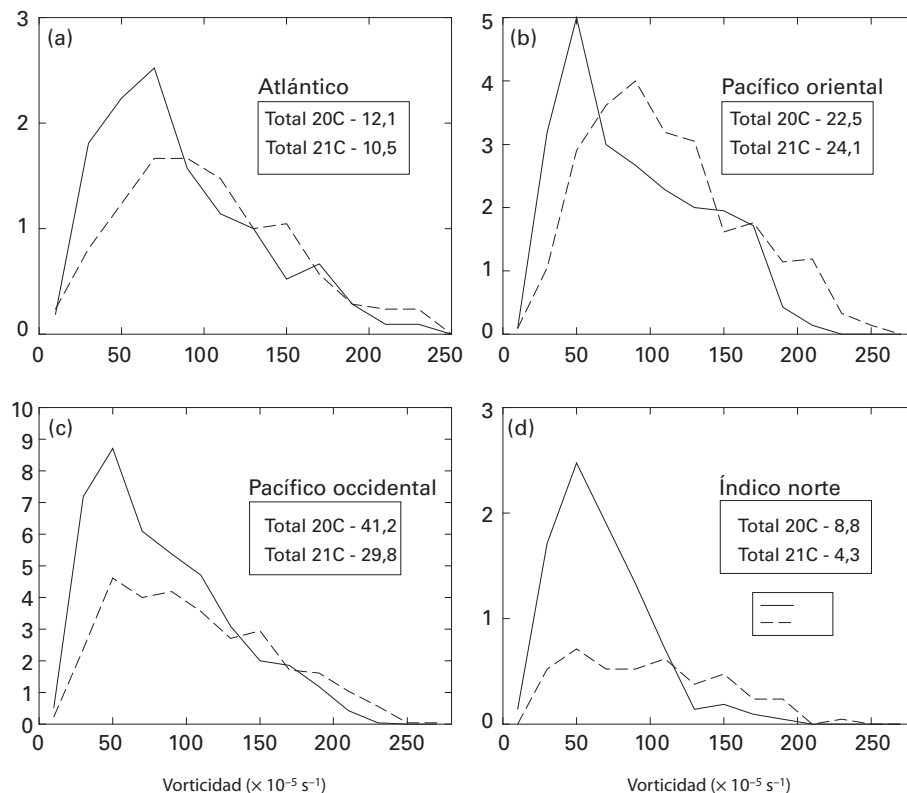 3
(a)
Atlántico
Total 20C - 12,1
Total 21C - 10,5
2
1
0
0 50 100 150 200 250
5
(b)
Pacífico oriental
Total 20C - 22,5
Total 21C - 24,1
4
3
2
1
0
0 50 100 150 200 250
10
(c)
9
8
Pacífico occidental
7
Total 20C - 41,2
6
Total 21C - 29,8
5
4
3
2
1
0
0 50 100 150 200 250
Vorticidad (× 10⁻⁵ s⁻¹)
3
(d)
Índico norte
2
Total 20C - 8,8
Total 21C - 4,3
1
0
0 50 100 150 200 250
Vorticidad (× 10⁻⁵ s⁻¹)